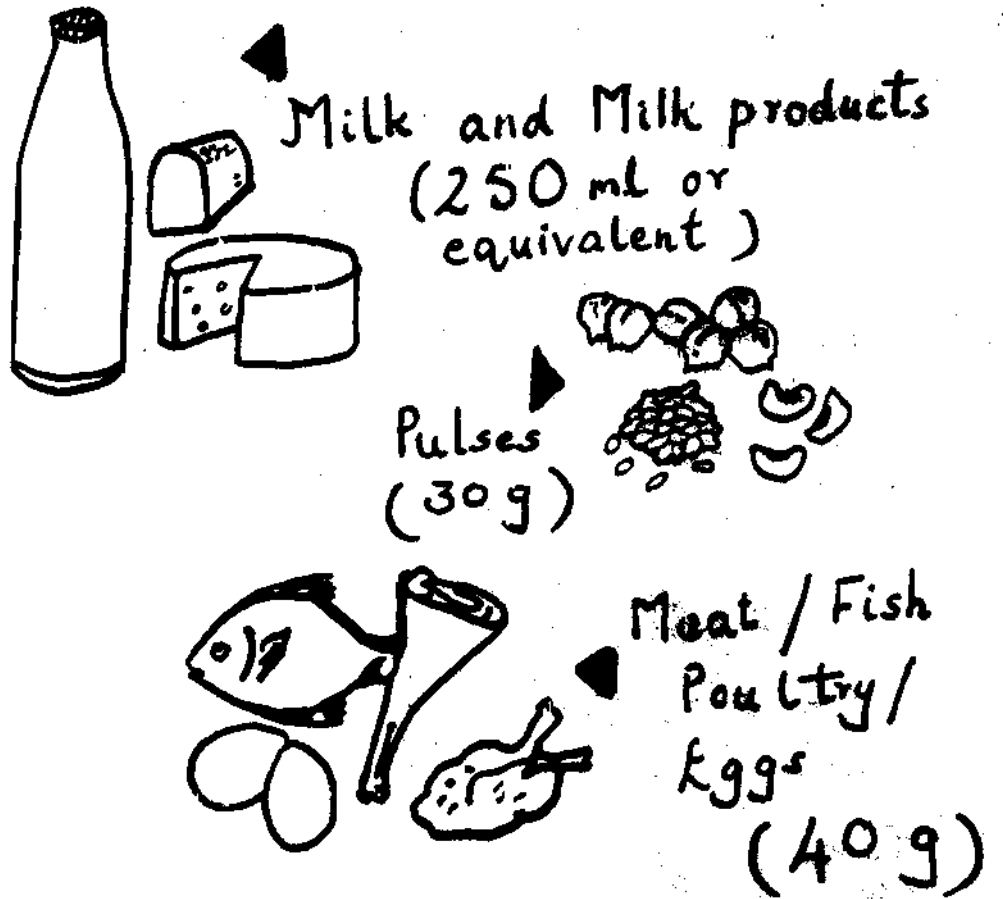 Milk and Milk products
(250 ml or
equivalent)
Pulses
(30 g)
Meat / Fish
Poultry /
Eggs
(40 g)